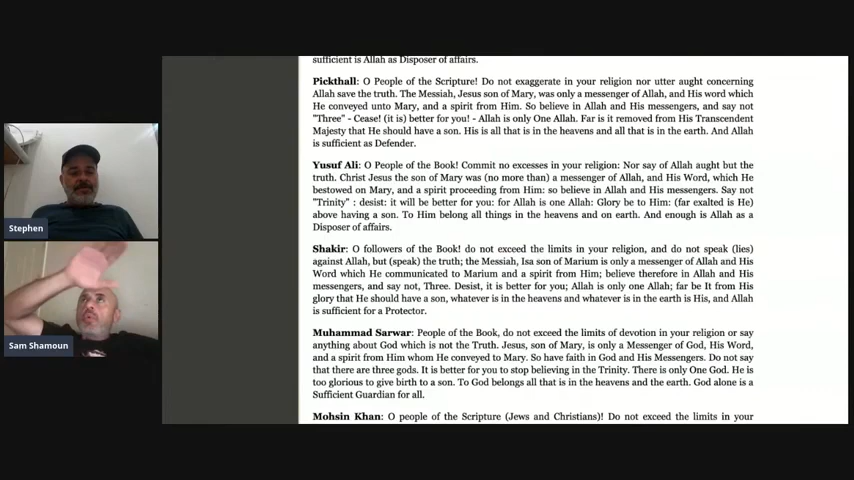 sufficient is Allah as Disposer of affairs.
Pickthall: O People of the Scripture! Do not exaggerate in your religion nor utter aught concerning
Allah save the truth. The Messiah, Jesus son of Mary, was only a messenger of Allah, and His word which
He conveyed unto Mary, and a spirit from Him. So believe in Allah and His messengers, and say not
"Three" - Cease! (it is) better for you! - Allah is only One Allah. Far is it removed from His Transcendent
Majesty that He should have a son. His is all that is in the heavens and all that is in the earth. And Allah
is sufficient as Defender.
Yusuf Ali: O People of the Book! Commit no excesses in your religion: Nor say of Allah aught but the
truth. Christ Jesus the son of Mary was (no more than) a messenger of Allah, and His Word, which He
bestowed on Mary, and a spirit proceeding from Him: so believe in Allah and His messengers. Say not
"Trinity" : desist: it will be better for you: for Allah is one Allah: Glory be to Him: (far exalted is He)
above having a son. To Him belong all things in the heavens and on earth. And enough is Allah as a
Disposer of affairs.
Stephen
Shakir: O followers of the Book! do not exceed the limits in your religion, and do not speak (lies)
against Allah, but (speak) the truth; the Messiah, Isa son of Marium is only a messenger of Allah and His
Word which He communicated to Marium and a spirit from Him; believe therefore in Allah and His
messengers, and say not, Three. Desist, it is better for you; Allah is only one Allah; far be It from His
glory that He should have a son, whatever is in the heavens and whatever is in the earth is His, and Allah
is sufficient for a Protector.
Muhammad Sarwar: People of the Book, do not exceed the limits of devotion in your religion or say
anything about God which is not the Truth. Jesus, son of Mary, is only a Messenger of God, His Word,
and a spirit from Him whom He conveyed to Mary. So have faith in God and His Messengers. Do not say
that there are three gods. It is better for you to stop believing in the Trinity. There is only One God. He is
too glorious to give birth to a son. To God belongs all that is in the heavens and the earth. God alone is a
Sufficient Guardian for all.
Sam Shamoun
Mohsin Khan: O people of the Scripture (Jews and Christians)! Do not exceed the limits in your